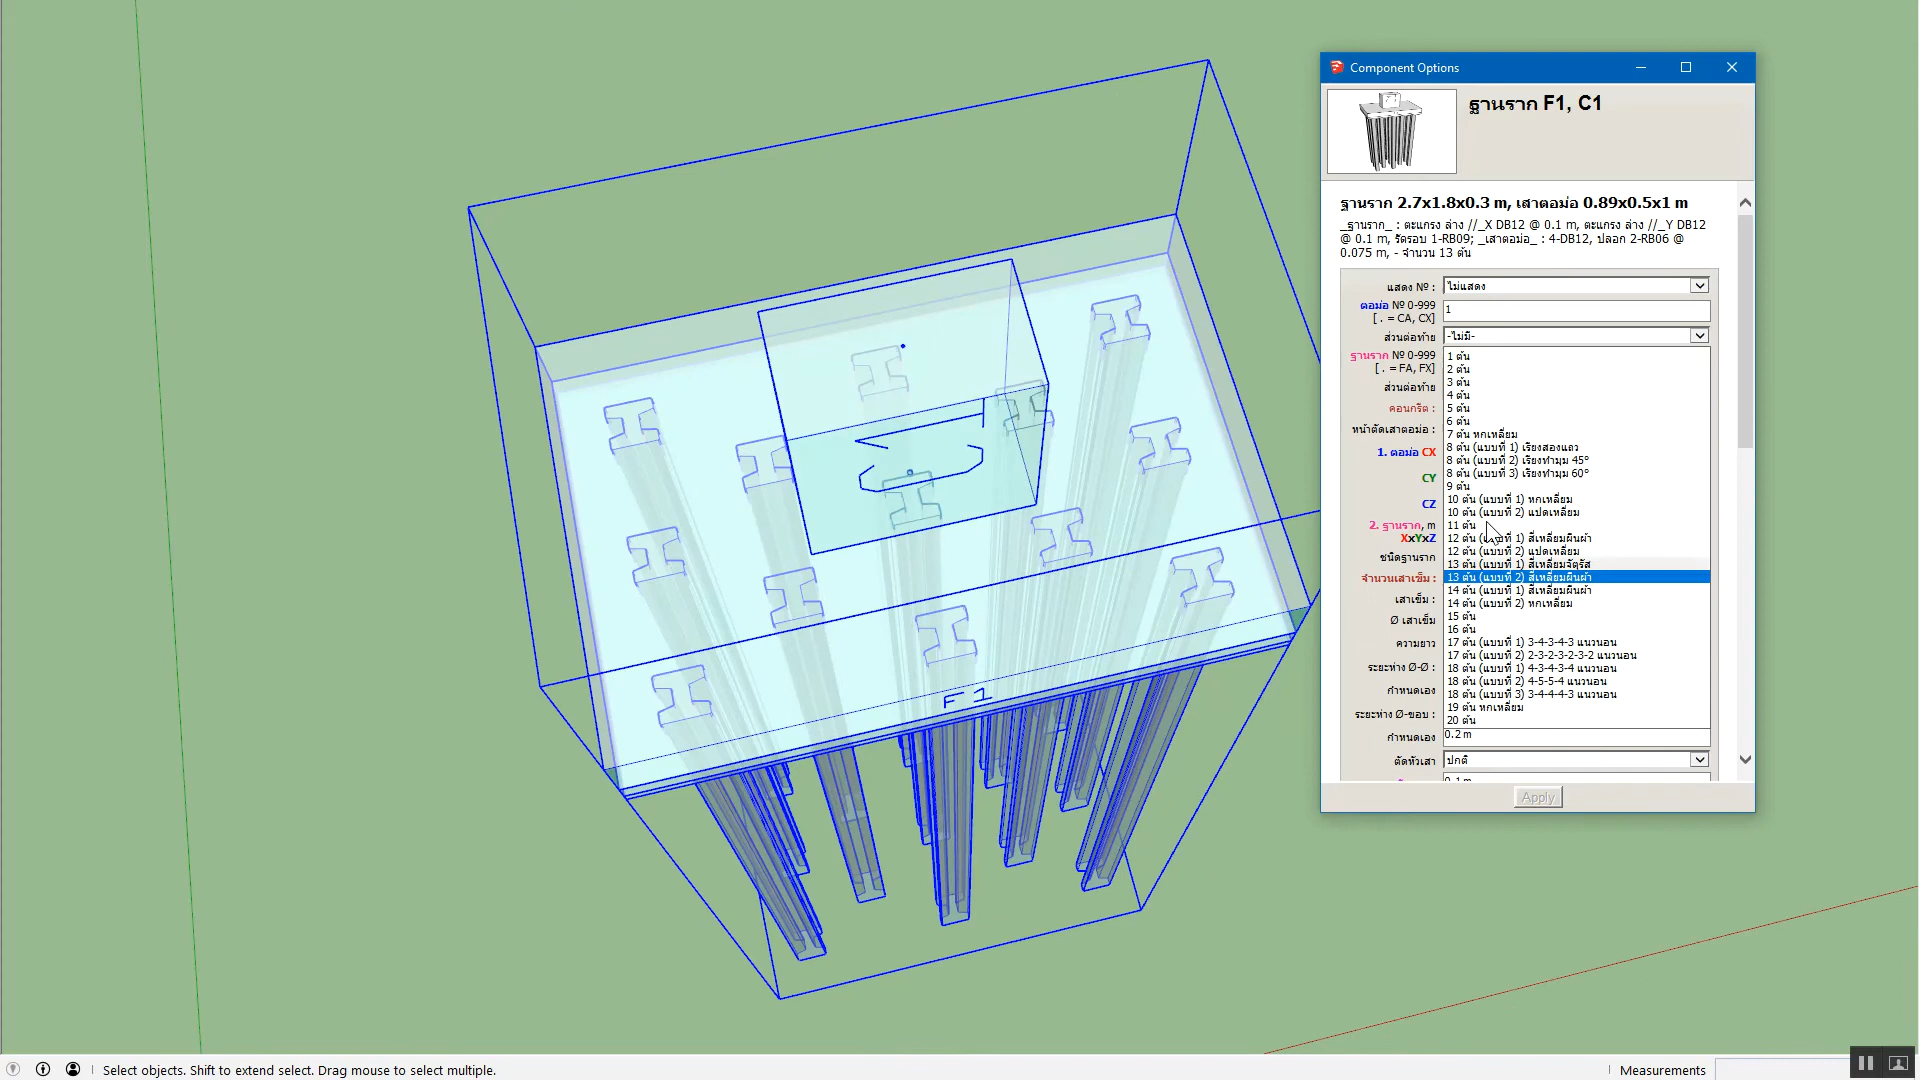 Component Options
ฐานราก F1, C1
ฐานราก 2.7x1.8x0.3 m, เสาตอม่อ 0.89x0.5x1 m
_ฐานราก_ : ตะแกรง ล่าง //_X DB12 @ 0.1 m, ตะแกรง ล่าง //_Y DB12
@ 0.1 m, รัดรอบ 1-RB09; _เสาตอม่อ_ : 4-DB12, ปลอก 2-RB06 @
0.075 m, - จำนวน 13 ต้น
แสดง № : ไม่แสดง
ตอม่อ № 0-999
[ . = CA, CX] 1
ส่วนต่อท้าย -ไม่มี-
ฐานราก № 0-999
[ . = FA, FX]
ส่วนต่อท้าย
คอนกรีต :
หน้าตัดเสาตอม่อ :
1. ตอม่อ CX
CY
CZ
2. ฐานราก, m
XxYxZ
ชนิดฐานราก
จำนวนเสาเข็ม :
เสาเข็ม :
Ø เสาเข็ม
ความยาว
ระยะห่าง Ø-Ø :
กำหนดเอง
ระยะห่าง Ø-ขอบ :
กำหนดเอง
ตัดหัวเสา
1 ต้น
2 ต้น
3 ต้น
4 ต้น
5 ต้น
6 ต้น
7 ต้น หกเหลี่ยม
8 ต้น (แบบที่ 1) เรียงสองแถว
8 ต้น (แบบที่ 2) เรียงทำมุม 45°
8 ต้น (แบบที่ 3) เรียงทำมุม 60°
9 ต้น
10 ต้น (แบบที่ 1) หกเหลี่ยม
10 ต้น (แบบที่ 2) แปดเหลี่ยม
11 ต้น
12 ต้น (แบบที่ 1) สี่เหลี่ยมผืนผ้า
12 ต้น (แบบที่ 2) แปดเหลี่ยม
13 ต้น (แบบที่ 1) สี่เหลี่ยมจัตุรัส
13 ต้น (แบบที่ 2) สี่เหลี่ยมผืนผ้า
14 ต้น (แบบที่ 1) สี่เหลี่ยมผืนผ้า
14 ต้น (แบบที่ 2) หกเหลี่ยม
15 ต้น
16 ต้น
17 ต้น (แบบที่ 1) 3-4-3-4-3 แนวนอน
17 ต้น (แบบที่ 2) 2-3-2-3-2-3-2 แนวนอน
18 ต้น (แบบที่ 1) 4-3-4-3-4 แนวนอน
18 ต้น (แบบที่ 2) 4-5-5-4 แนวนอน
18 ต้น (แบบที่ 3) 3-4-4-4-3 แนวนอน
19 ต้น หกเหลี่ยม
20 ต้น
0.2 m
ปกติ
Apply
F1
Select objects. Shift to extend select. Drag mouse to select multiple.
Measurements